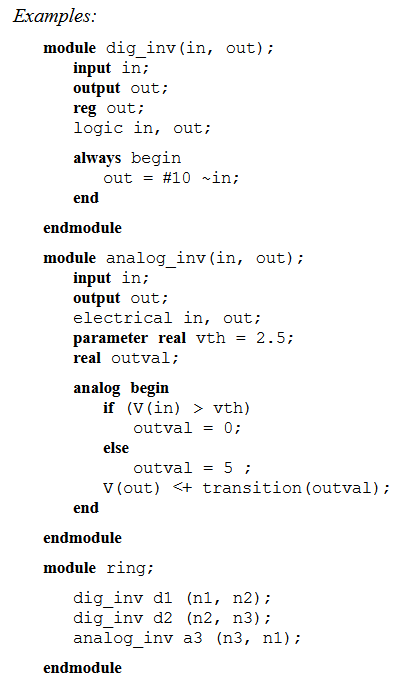 Examples:
module dig_inv(in, out);
input in;
output out;
reg out;
logic in, out;
always begin
out = #10 ~in;
end
endmodule
module analog_inv(in, out);
input in;
output out;
electrical in, out;
parameter real vth = 2.5;
real outval;
analog begin
if (V(in) > vth)
outval = 0;
else
outval = 5 ;
V(out) <+ transition(outval);
end
endmodule
module ring;
dig_inv d1 (n1, n2);
dig_inv d2 (n2, n3);
analog_inv a3 (n3, n1);
endmodule